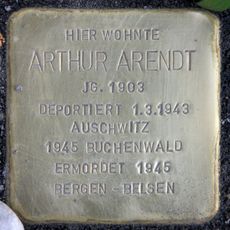 HIER WOHNTE
ARTHUR ARENDT
JG. 1903
DEPORTIERT 1.3.1943
AUSCHWITZ
1945 BUCHENWALD
ERMORDET 1945
BERGEN-BELSEN